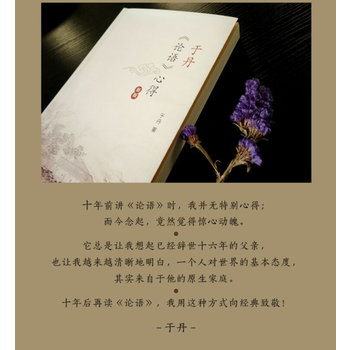 于丹
《论语》
心得
于丹 著
十年前讲《论语》时，我并无特别心得；
而今念起，竟然觉得惊心动魄。
它总是让我想起已经辞世十六年的父亲，
也让我越来越清晰地明白，一个人对世界的基本态度，
其实来自于他的原生家庭。
十年后再读《论语》，我用这种方式向经典致敬！
–于丹–